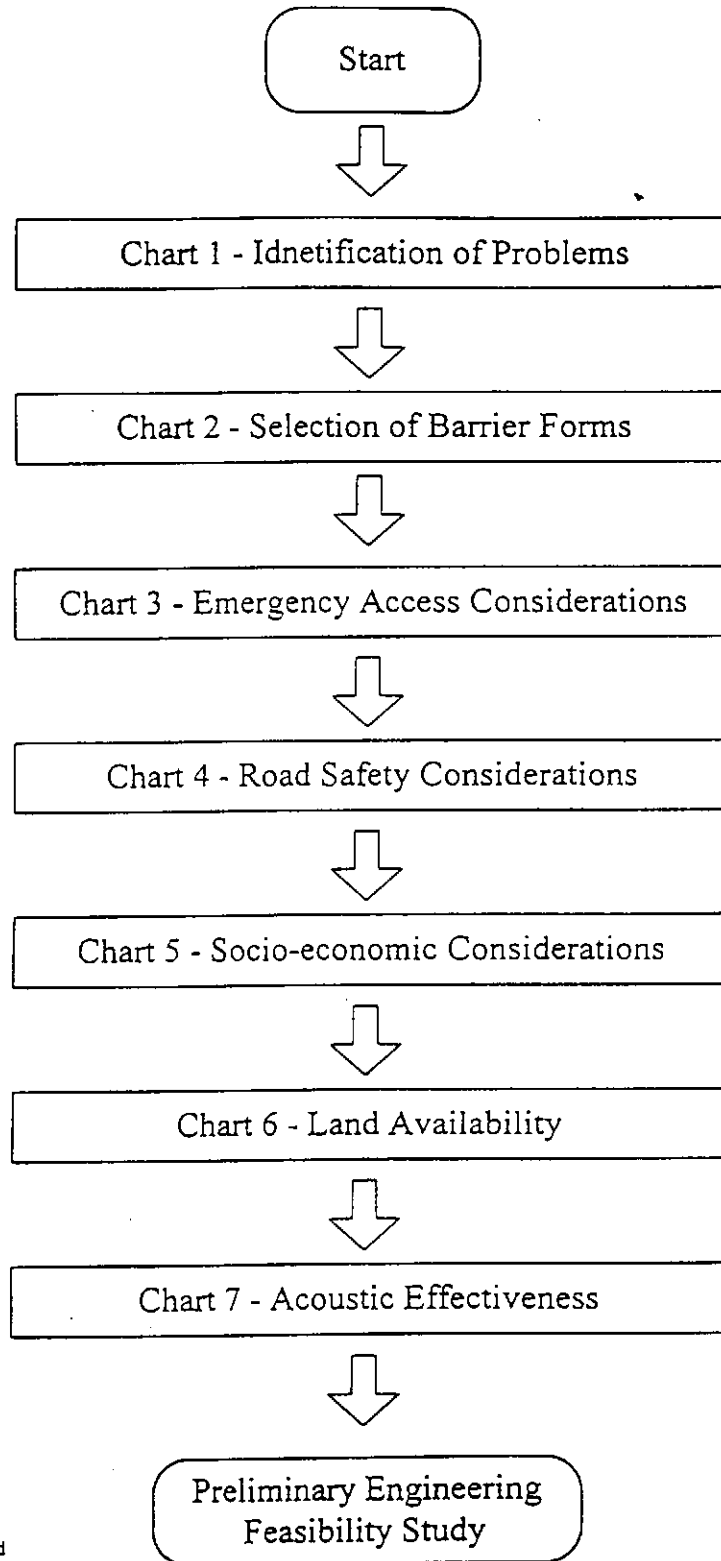 Start
Chart 1 - Idnetification of Problems
Chart 2 - Selection of Barrier Forms
Chart 3 - Emergency Access Considerations
Chart 4 - Road Safety Considerations
Chart 5 - Socio-economic Considerations
Chart 6 - Land Availability
Chart 7 - Acoustic Effectiveness
Preliminary Engineering
Feasibility Study